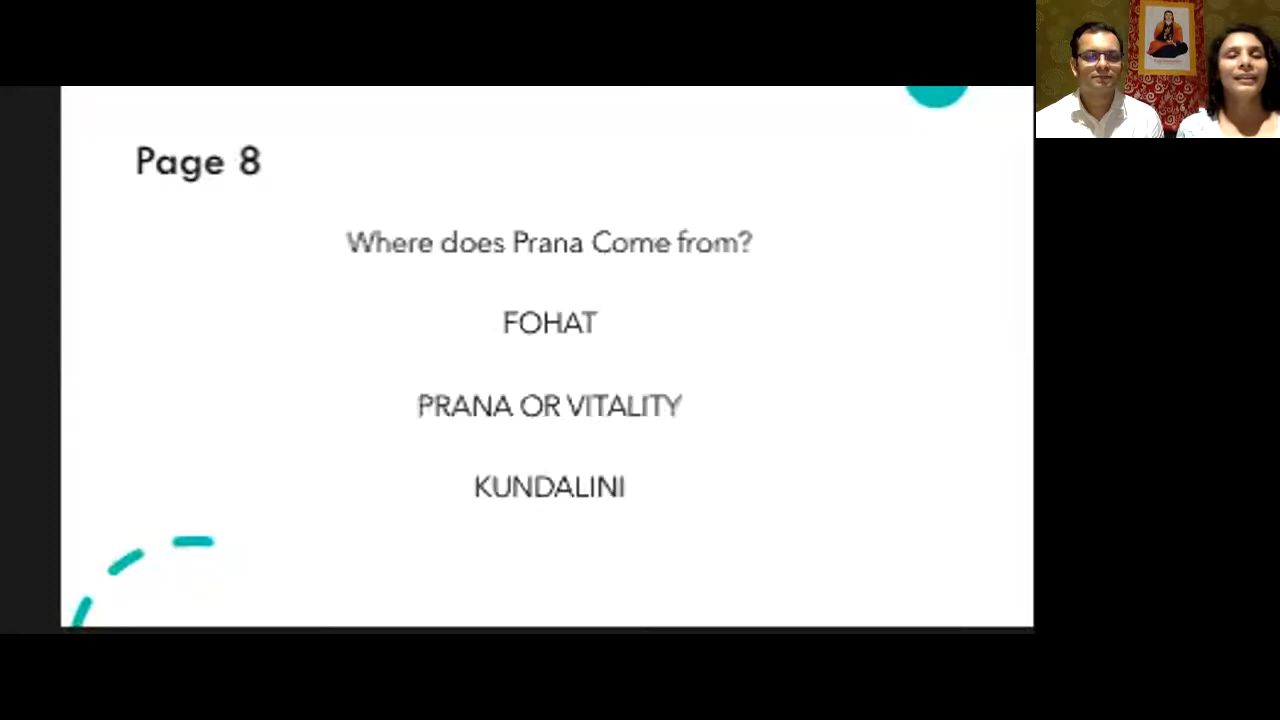 Page 8
Where does Prana Come from?
FOHAT
PRANA OR VITALITY
KUNDALINI